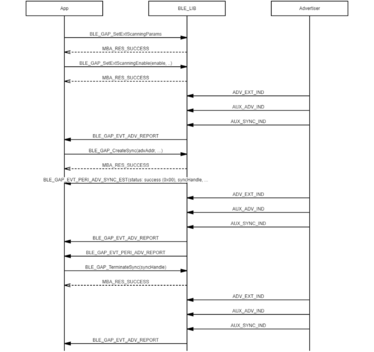 App
BLE_LIB
Advertiser
BLE_GAP_SetExtScanningParams
MBA_RES_SUCCESS
BLE_GAP_SetExtScanningEnable(enable, ...)
MBA_RES_SUCCESS
ADV_EXT_IND
AUX_ADV_IND
AUX_SYNC_IND
BLE_GAP_EVT_ADV_REPORT
BLE_GAP_CreateSync(advAddr, ...)
MBA_RES_SUCCESS
BLE_GAP_EVT_PERI_ADV_SYNC_EST(status: success (0x00), syncHandle, ...
ADV_EXT_IND
AUX_ADV_IND
AUX_SYNC_IND
BLE_GAP_EVT_ADV_REPORT
BLE_GAP_EVT_PERI_ADV_REPORT
BLE_GAP_TerminateSync(syncHandle)
MBA_RES_SUCCESS
ADV_EXT_IND
AUX_ADV_IND
AUX_SYNC_IND
BLE_GAP_EVT_ADV_REPORT